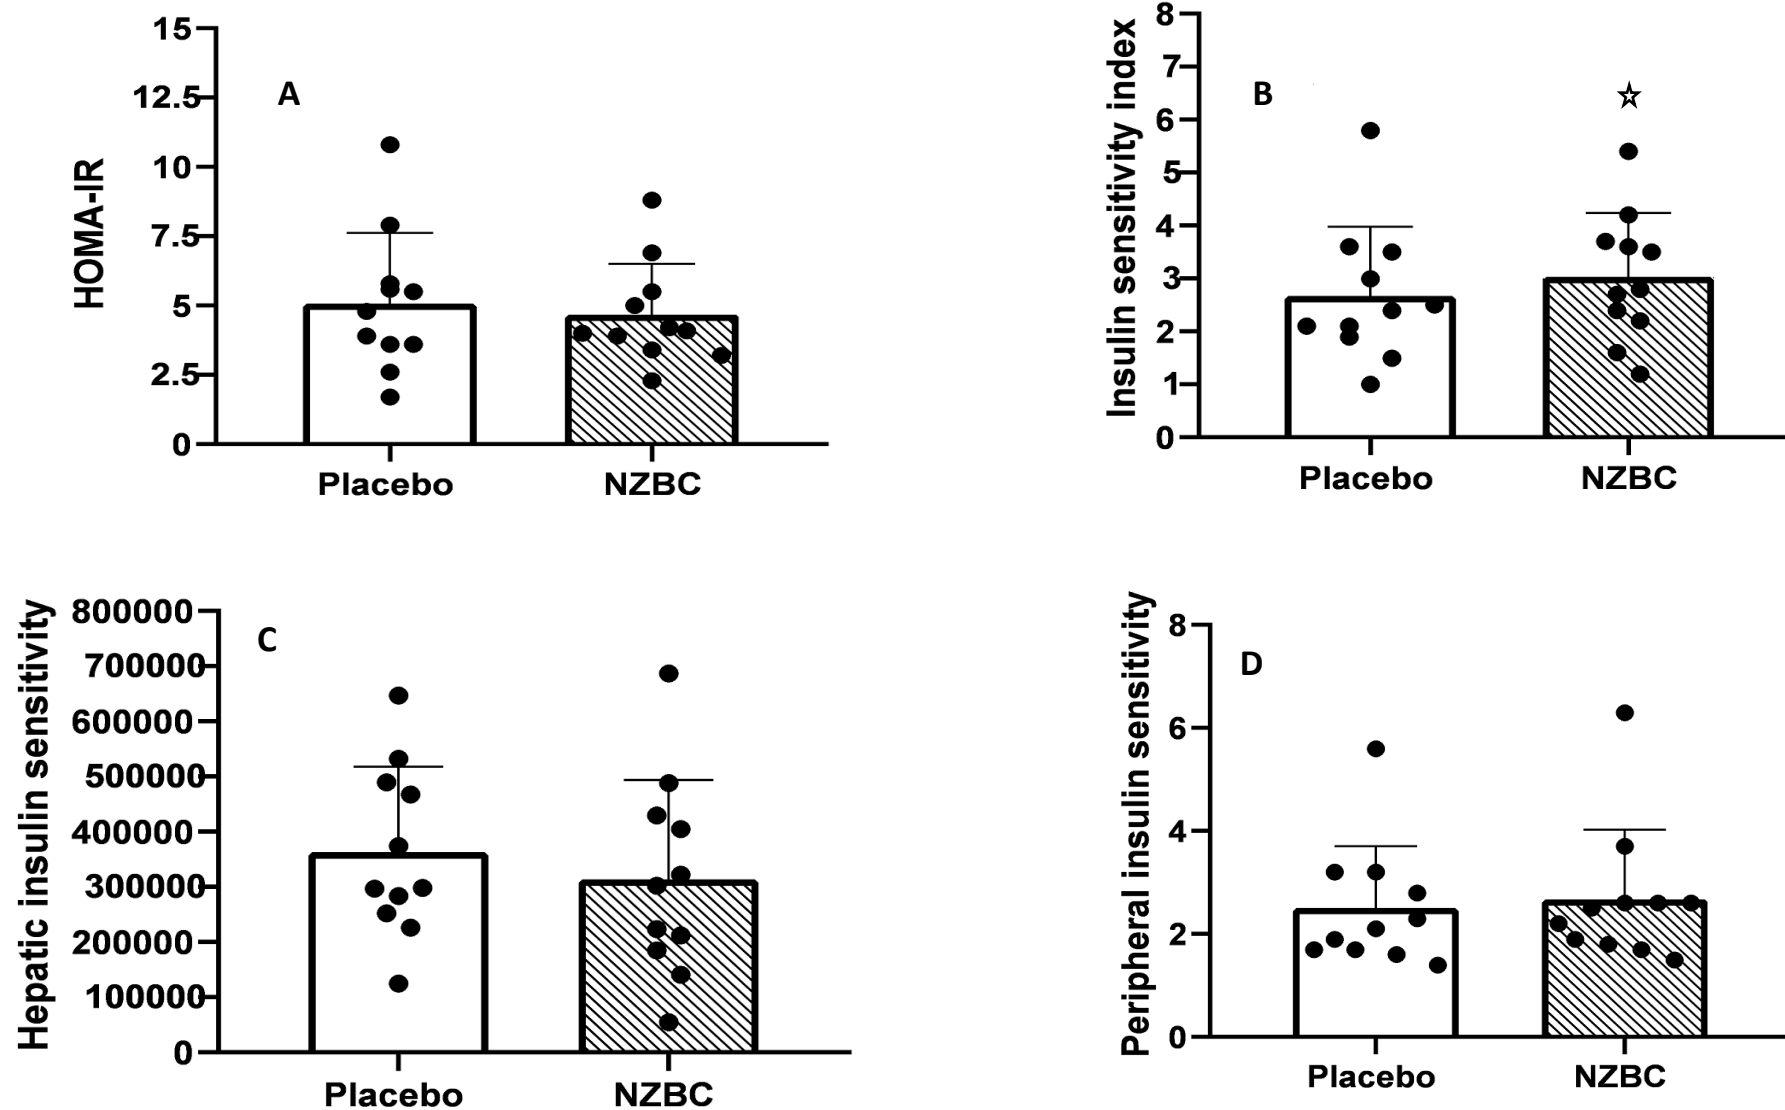 HOMA-IR
15
12.5
10
7.5
5
2.5
0
A
Placebo
NZBC
Insulin sensitivity index
8
7
6
5
4
3
2
1
0
B
Placebo
NZBC
Hepatic insulin sensitivity
800000
700000
600000
500000
400000
300000
200000
100000
0
C
Placebo
NZBC
Peripheral insulin sensitivity
8
6
4
2
0
D
Placebo
NZBC